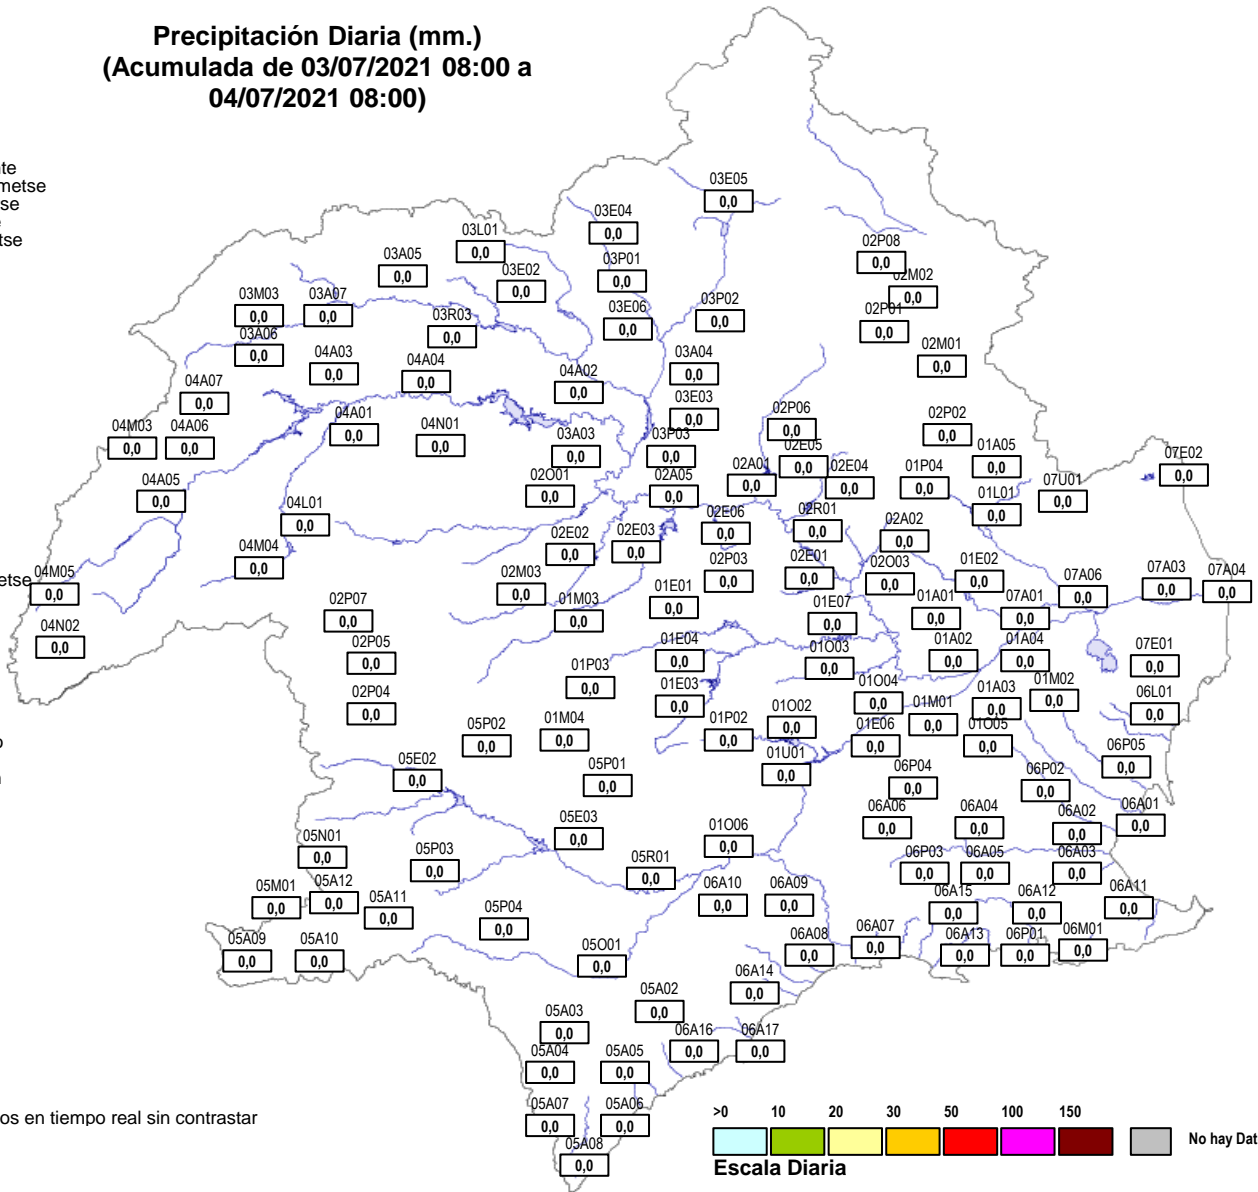 Precipitación Diaria (mm.)
(Acumulada de 03/07/2021 08:00 a
04/07/2021 08:00)
03E05
0,0
03E04
0,0
03L01
0,0
03A05
0,0
03P01
0,0
03E02
0,0
02P08
0,0
02M02
0,0
03M03
0,0
03A07
0,0
03R03
0,0
03E06
0,0
03P02
0,0
02P01
0,0
03A06
0,0
04A03
0,0
04A04
0,0
04A02
0,0
03A04
0,0
02M01
0,0
04A07
0,0
03E03
0,0
04A01
0,0
04N01
0,0
04M03
0,0
04A06
0,0
03A03
0,0
03P03
0,0
02P06
0,0
02E05
0,0
02P02
0,0
01A05
0,0
07E02
0,0
04A05
0,0
02O01
0,0
02A05
0,0
02A01
0,0
02E04
0,0
01P04
0,0
01L01
0,0
07U01
0,0
04L01
0,0
02E06
0,0
02R01
0,0
02A02
0,0
04M04
0,0
02E02
0,0
02E03
0,0
04M05
0,0
02M03
0,0
02P03
0,0
02E01
0,0
02O03
0,0
01E02
0,0
07A06
0,0
07A03
0,0
07A04
0,0
02P07
0,0
01M03
0,0
01E01
0,0
01E07
0,0
01A01
0,0
07A01
0,0
04N02
0,0
02P05
0,0
01E04
0,0
01O03
0,0
01A02
0,0
01A04
0,0
07E01
0,0
02P04
0,0
01P03
0,0
01E03
0,0
01O04
0,0
01M01
0,0
01A03
0,0
01M02
0,0
06L01
0,0
05P02
0,0
01M04
0,0
01P02
0,0
01O02
0,0
01E06
0,0
01O05
0,0
05E02
0,0
05P01
0,0
01U01
0,0
06P04
0,0
06P02
0,0
06P05
0,0
05E03
0,0
01O06
0,0
06A06
0,0
06A04
0,0
06A02
0,0
06A01
0,0
05N01
0,0
05P03
0,0
05R01
0,0
06P03
0,0
06A05
0,0
06A03
0,0
05M01
0,0
05A12
0,0
05A11
0,0
06A10
0,0
06A09
0,0
06A15
0,0
06A12
0,0
06A11
0,0
05P04
0,0
05A09
0,0
05A10
0,0
05O01
0,0
06A08
0,0
06A07
0,0
06A13
0,0
06P01
0,0
06M01
0,0
06A14
0,0
05A02
0,0
05A03
0,0
06A16
0,0
06A17
0,0
05A04
0,0
05A05
0,0
05A07
0,0
05A06
0,0
05A08
0,0
os en tiempo real sin contrastar
>0 10 20 30 50 100 150
No hay Dat
Escala Diaria